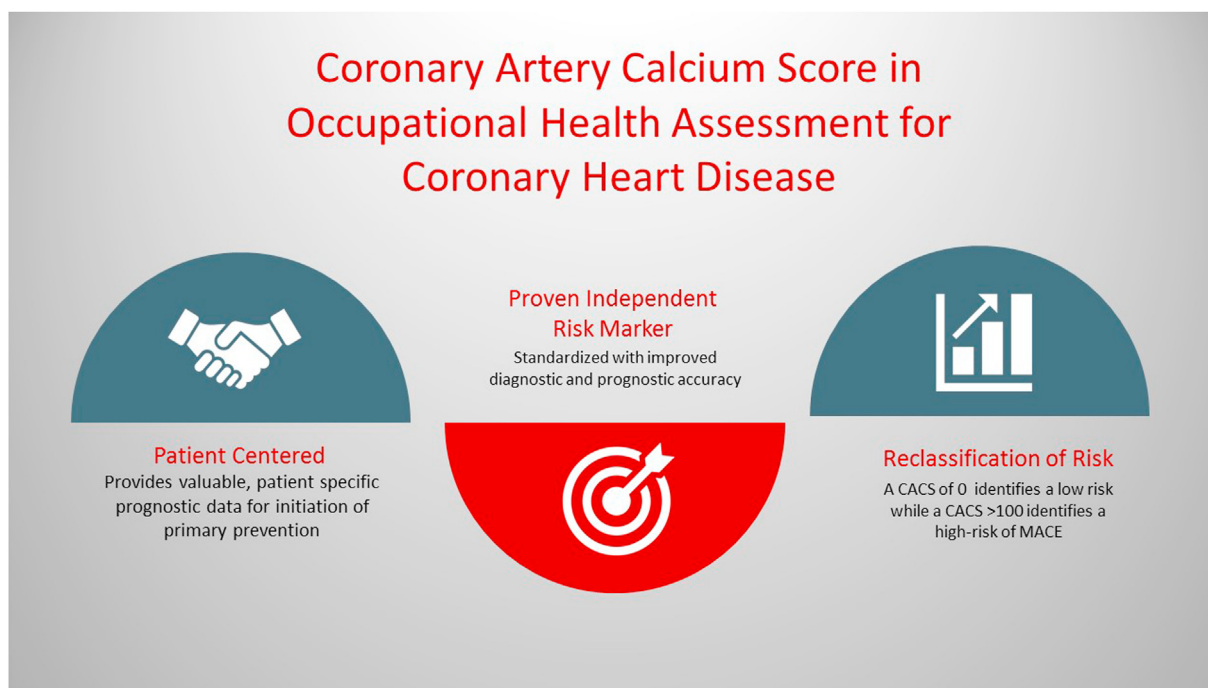 Coronary Artery Calcium Score in
Occupational Health Assessment for
Coronary Heart Disease
Patient Centered
Provides valuable, patient specific
prognostic data for initiation of
primary prevention
Proven Independent
Risk Marker
Standardized with improved
diagnostic and prognostic accuracy
Reclassification of Risk
A CACS of 0 identifies a low risk
while a CACS >100 identifies a
high-risk of MACE